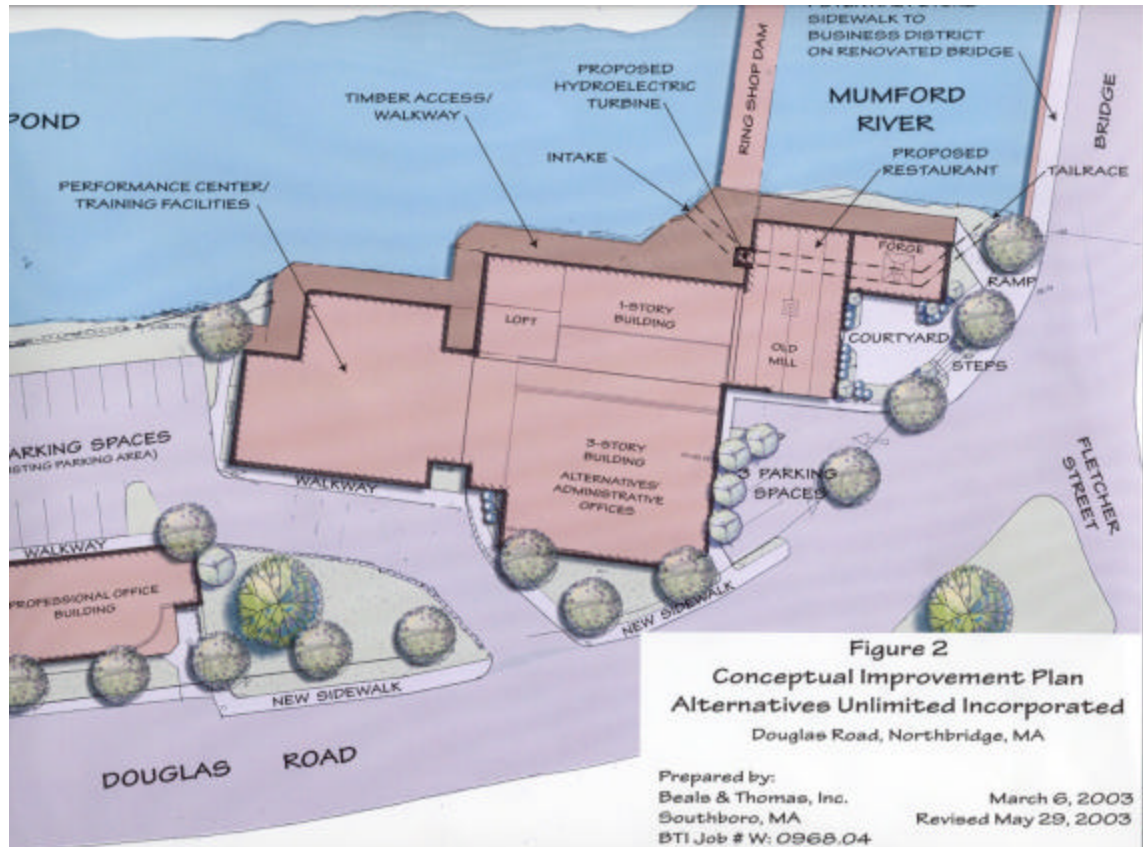 SIDEWALK TO
BUSINESS DISTRICT
ON RENOVATED BRIDGE
POND
TIMBER ACCESS/
WALKWAY
PROPOSED
HYDROELECTRIC
TURBINE
RING SHOP DAM
MUMFORD
RIVER
BRIDGE
INTAKE
PROPOSED
RESTAURANT
TAILRACE
PERFORMANCE CENTER/
TRAINING FACILITIES
FORGE
RAMP
LOFT
1-STORY
BUILDING
OLD
MILL
COURTYARD
STEPS
ARKING SPACES
ISTING PARKING AREA)
WALKWAY
3-STORY
BUILDING
ALTERNATIVES/
ADMINISTRATIVE
OFFICES
3 PARKING
SPACES
FLETCHER
STREET
WALKWAY
PROFESSIONAL OFFICE
BUILDING
NEW SIDEWALK
NEW SIDEWALK
DOUGLAS ROAD
Figure 2
Conceptual Improvement Plan
Alternatives Unlimited Incorporated
Douglas Road, Northbridge, MA
Prepared by:
Beals & Thomas, Inc.
Southboro, MA
BTI Job # W: 0968.04
March 6, 2003
Revised May 29, 2003